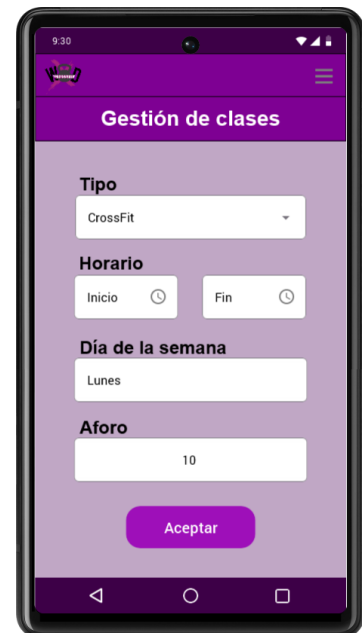 9:30
Gestión de clases
Tipo
CrossFit
Horario
Inicio
Fin
Día de la semana
Lunes
Aforo
10
Aceptar